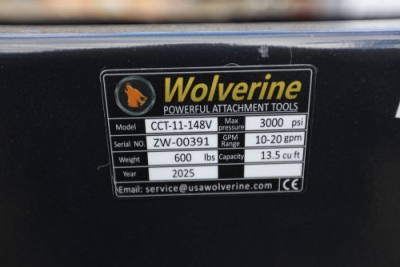 Wolverine
POWERFUL ATTACHMENT TOOLS
Model CCT-11-148V Max pressure 3000 psi
Serial NO. ZW-00391 GPM Range 10-20 gpm
Weight 600 lbs Capacity 13.5 cu ft
Year 2025
Email: service@usawolverine.com CE